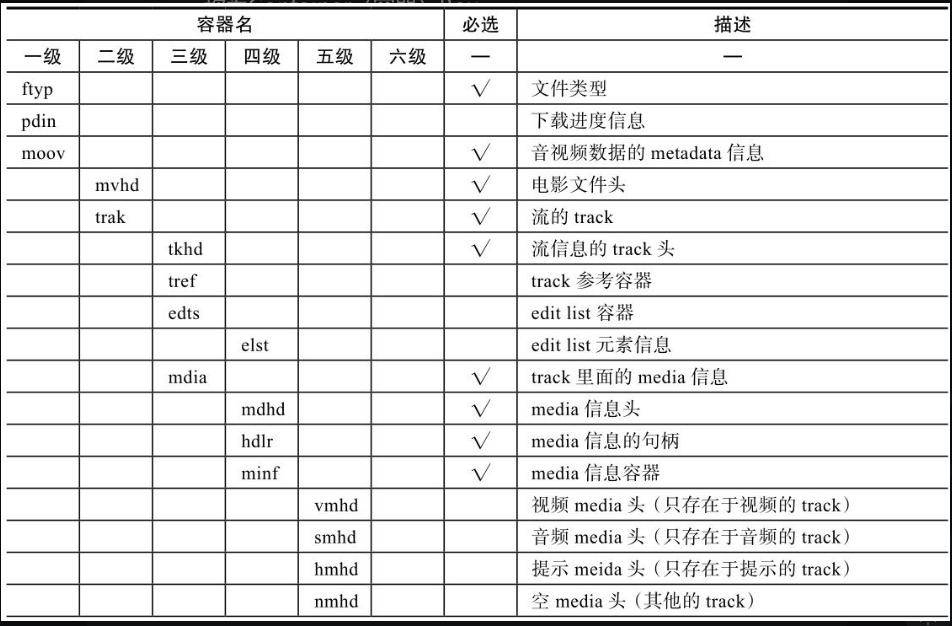 容器名 必选 描述
一级 二级 三级 四级 五级 六级 — —
ftyp √ 文件类型
pdin 下载进度信息
moov √ 音视频数据的 metadata 信息
mvhd √ 电影文件头
trak √ 流的 track
tkhd √ 流信息的 track 头
tref track 参考容器
edts edit list 容器
elst edit list 元素信息
mdia √ track 里面的 media 信息
mdhd √ media 信息头
hdlr √ media 信息的句柄
minf √ media 信息容器
vmhd 视频 media 头（只存在于视频的 track）
smhd 音频 media 头（只存在于音频的 track）
hmhd 提示 meida 头（只存在于提示的 track）
nmhd 空 media 头（其他的 track）